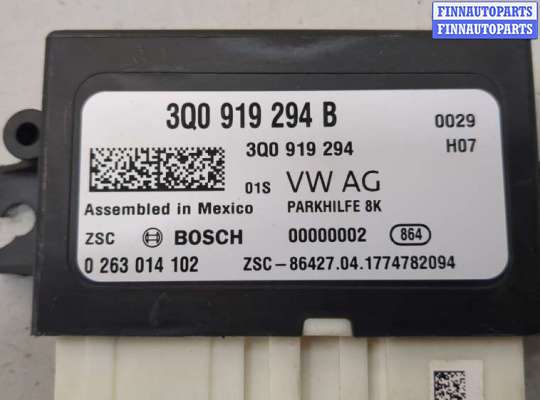 FINNAUTOPARTS
FINNAUTOPARTS
3Q0 919 294 B
0029
3Q0 919 294
H07
01S VW AG
Assembled in Mexico PARKHILFE 8K
ZSC BOSCH 00000002 864
0 263 014 102 ZSC-86427.04.1774782094